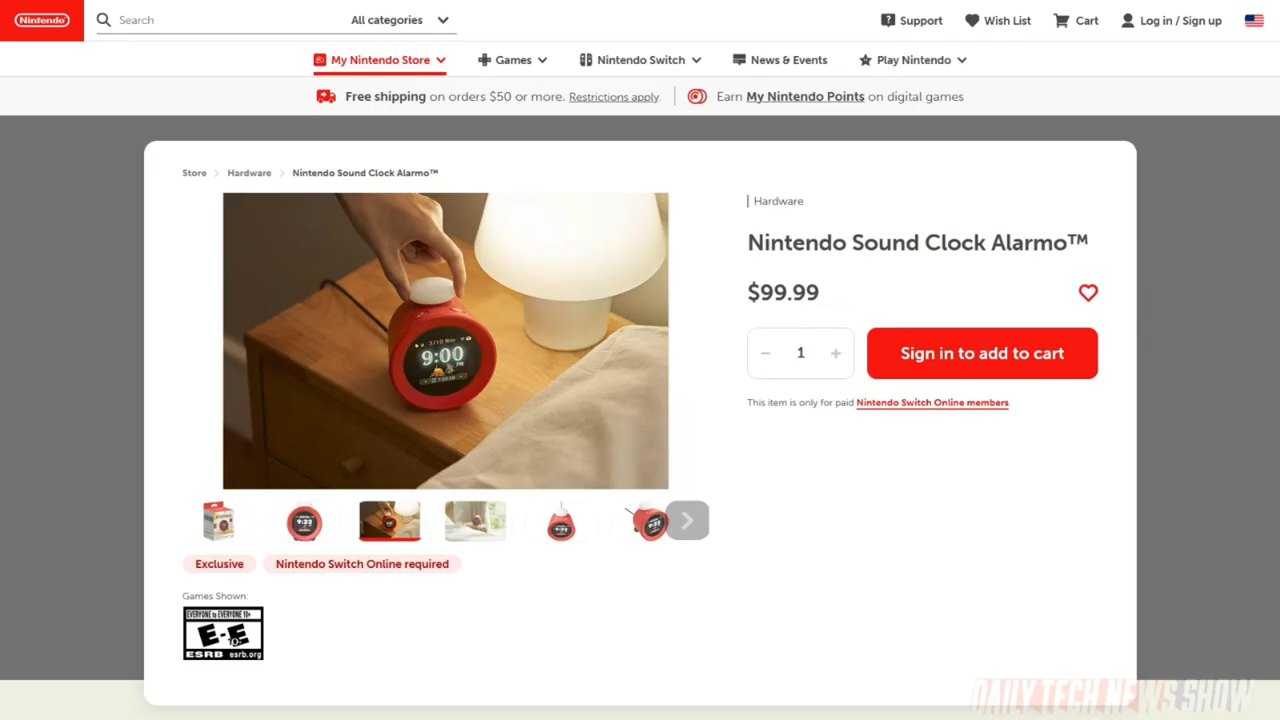 Nintendo
Search
All categories
Support
Wish List
Cart
Log in / Sign up
My Nintendo Store
Games
Nintendo Switch
News & Events
Play Nintendo
Free shipping on orders $50 or more. Restrictions apply.
Earn My Nintendo Points on digital games
Store
Hardware
Nintendo Sound Clock Alarmo™
Hardware
Nintendo Sound Clock Alarmo™
$99.99
1
Sign in to add to cart
This item is only for paid Nintendo Switch Online members
9:00
PM
Exclusive
Nintendo Switch Online required
Games Shown:
EVERYONE to EVERYONE 10+
E-E
10+
ESRB esrb.org
DAILY TECH NEWS SHOW